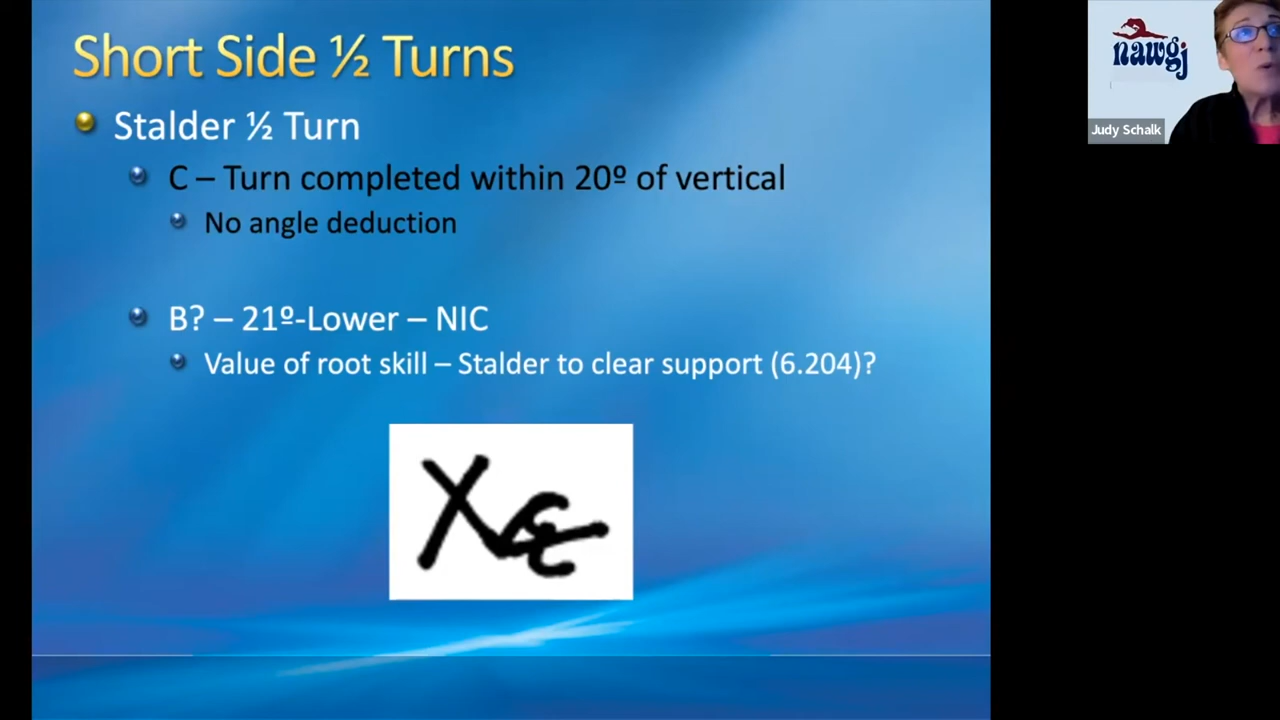 Short Side ½ Turns
Stalder ½ Turn
C – Turn completed within 20º of vertical
No angle deduction
B? – 21º-Lower – NIC
Value of root skill – Stalder to clear support (6.204)?
nawgj
Judy Schalk